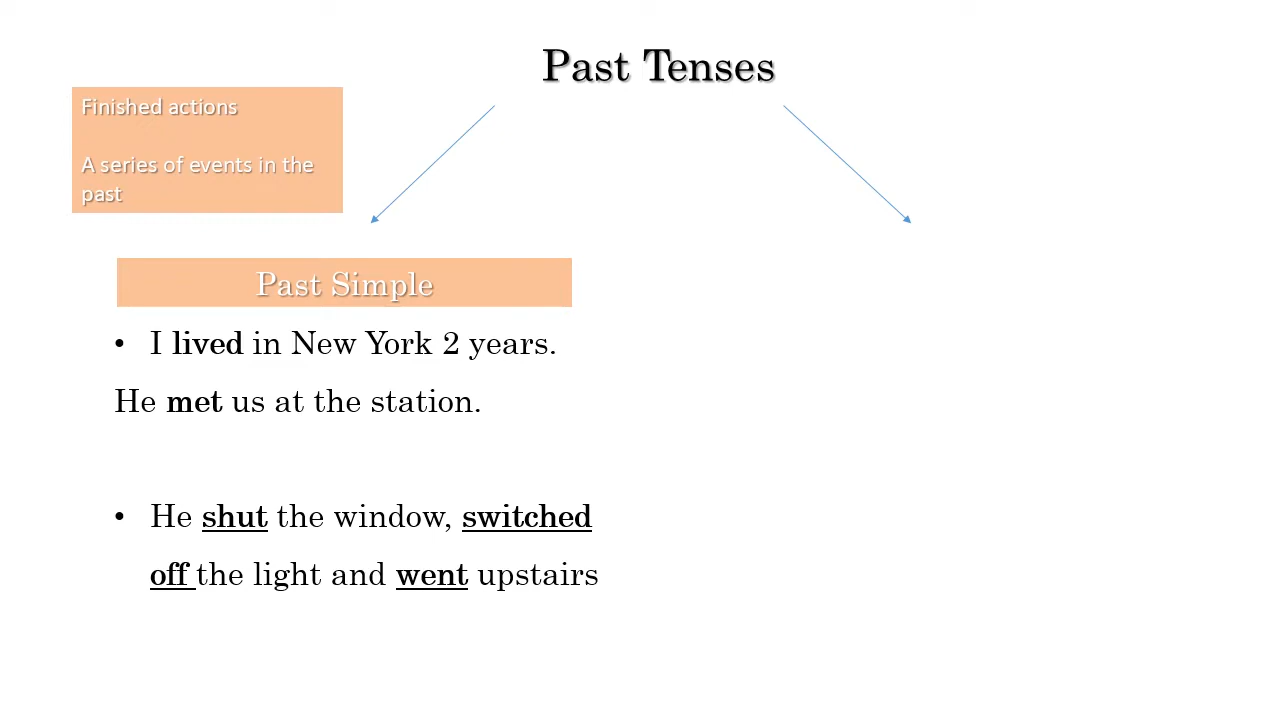 Past Tenses
Finished actions
A series of events in the
past
Past Simple
• I lived in New York 2 years.
He met us at the station.
• He shut the window, switched
off the light and went upstairs